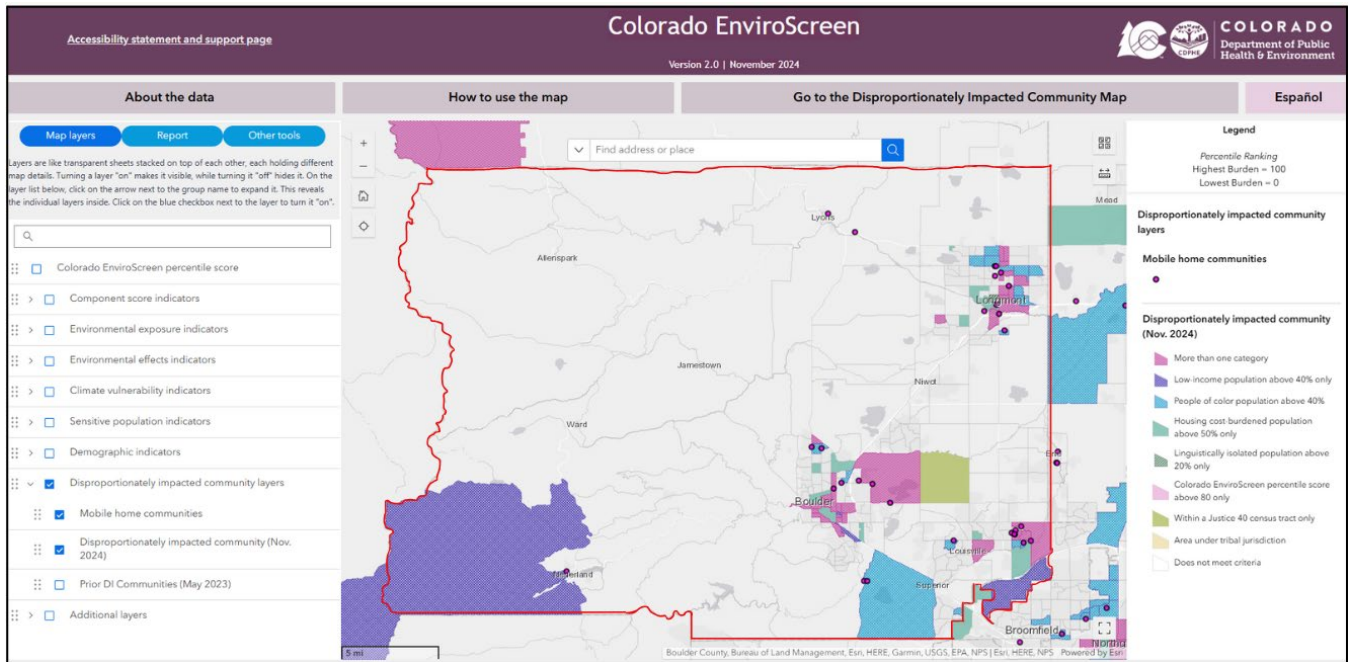 Accessibility statement and support page
Colorado EnviroScreen
Version 2.0 | November 2024
CDPHE
COLORADO
Department of Public
Health & Environment
About the data
How to use the map
Go to the Disproportionately Impacted Community Map
Español
Map layers
Report
Other tools
Layers are like transparent sheets stacked on top of each other, each holding different
map details. Turning a layer "on" makes it visible, while turning it "off" hides it. On the
layer list below, click on the arrow next to the group name to expand it. This reveals
the individual layers inside. Click on the blue checkbox next to the layer to turn it "on".
Colorado EnviroScreen percentile score
Component score indicators
Environmental exposure indicators
Environmental effects indicators
Climate vulnerability indicators
Sensitive population indicators
Demographic indicators
Disproportionately impacted community layers
Mobile home communities
Disproportionately impacted community (Nov.
2024)
Prior DI Communities (May 2023)
Additional layers
Find address or place
Mead
Lyons
Allenspark
Longmont
Jamestown
Niwot
Ward
Erie
Boulder
Louisville
Nederland
Superior
Broomfield
5 mi
Boulder County, Bureau of Land Management, Esri, HERE, Garmin, USGS, EPA, NPS | Esri, HERE, NPS
Powered by Esri
Legend
Percentile Ranking
Highest Burden = 100
Lowest Burden = 0
Disproportionately impacted community
layers
Mobile home communities
Disproportionately impacted community
(Nov. 2024)
More than one category
Low-income population above 40% only
People of color population above 40%
Housing cost-burdened population
above 50% only
Linguistically isolated population above
20% only
Colorado EnviroScreen percentile score
above 80 only
Within a Justice 40 census tract only
Area under tribal jurisdiction
Does not meet criteria